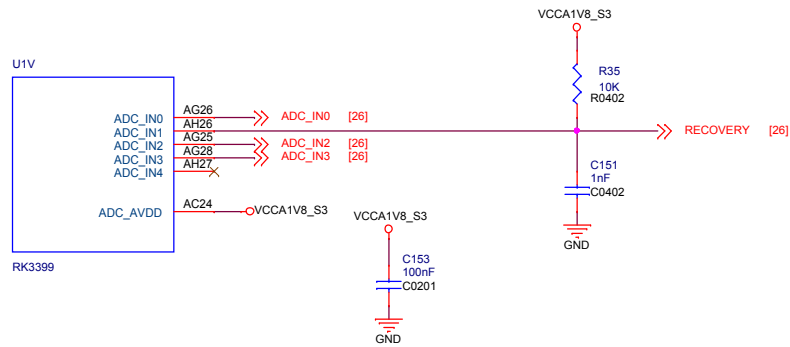 VCCA1V8_S3
U1V
R35
10K
R0402
ADC_IN0 AG26 ADC_IN0 [26]
ADC_IN1 AH26 RECOVERY [26]
ADC_IN2 AG25 ADC_IN2 [26]
ADC_IN3 AG28 ADC_IN3 [26]
ADC_IN4 AH27
C151
1nF
C0402
ADC_AVDD AC24 VCCA1V8_S3
VCCA1V8_S3
GND
RK3399
C153
100nF
C0201
GND